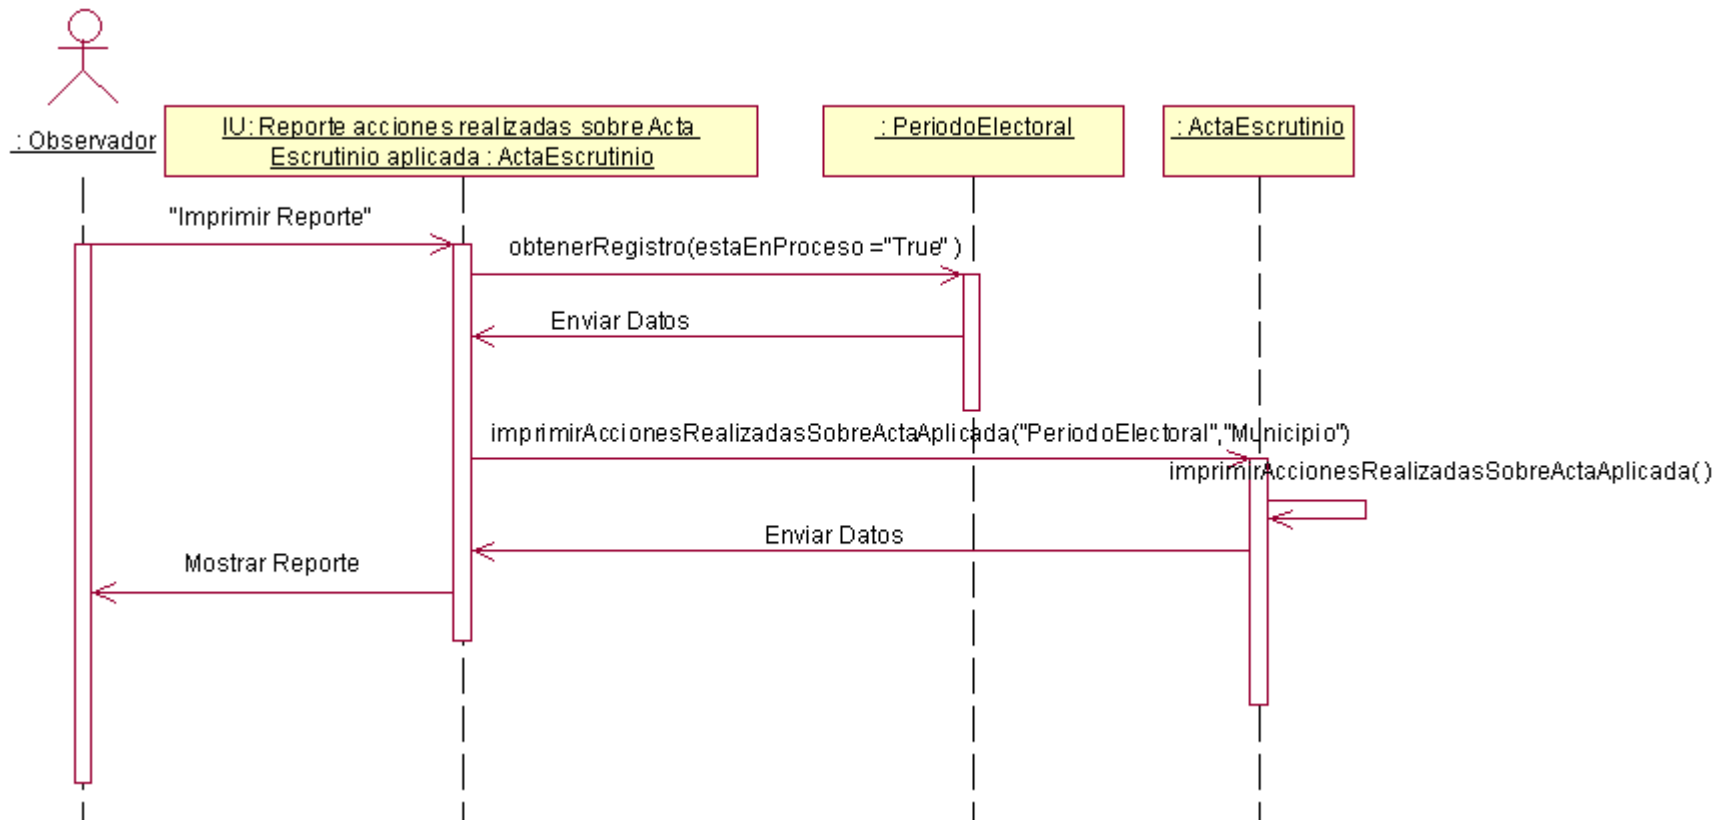 : Observador
IU: Reporte acciones realizadas sobre Acta
Escrutinio aplicada : ActaEscrutinio
: PeriodoElectoral
: ActaEscrutinio
"Imprimir Reporte"
obtenerRegistro(estaEnProceso ="True" )
Enviar Datos
imprimirAccionesRealizadasSobreActaAplicada("PeriodoElectoral","Municipio")
imprimirAccionesRealizadasSobreActaAplicada( )
Enviar Datos
Mostrar Reporte